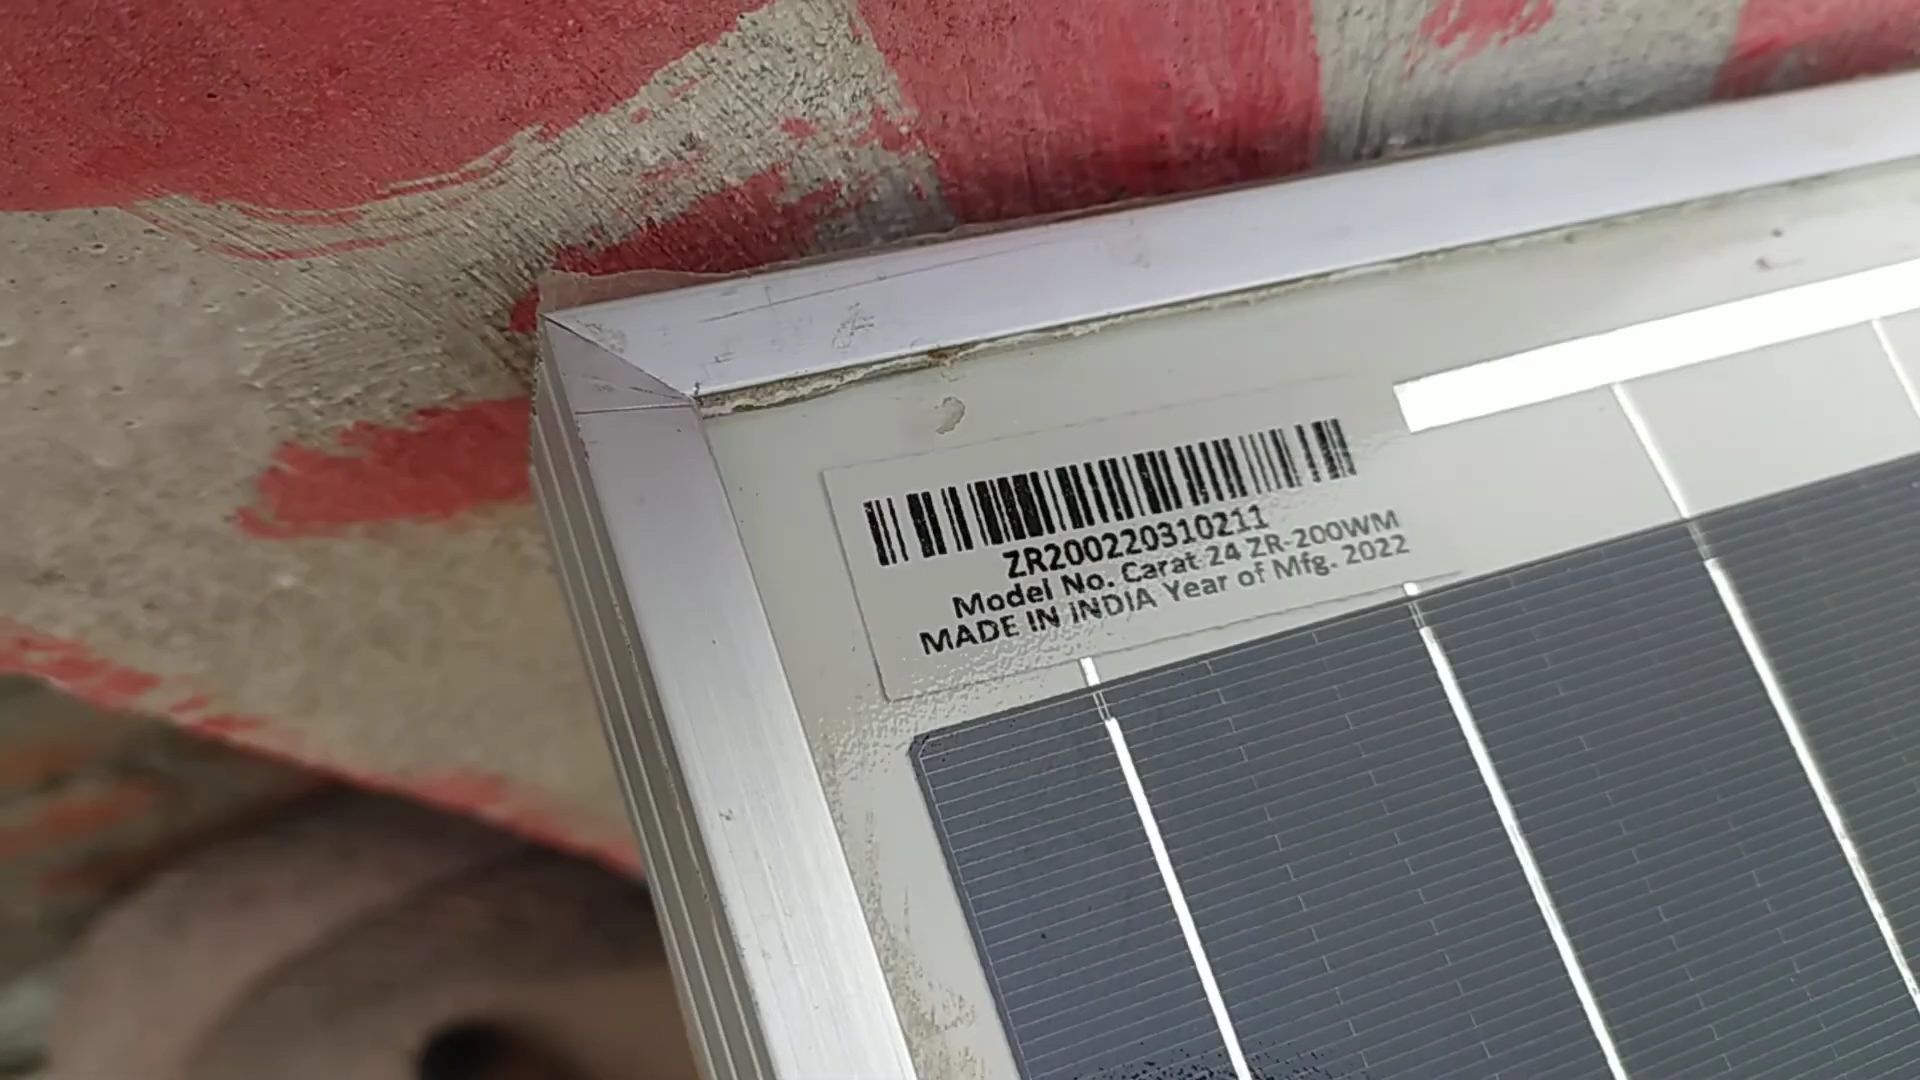 ZR200220310211
Model No. Carat 24 ZR-200WM
MADE IN INDIA Year of Mfg. 2022